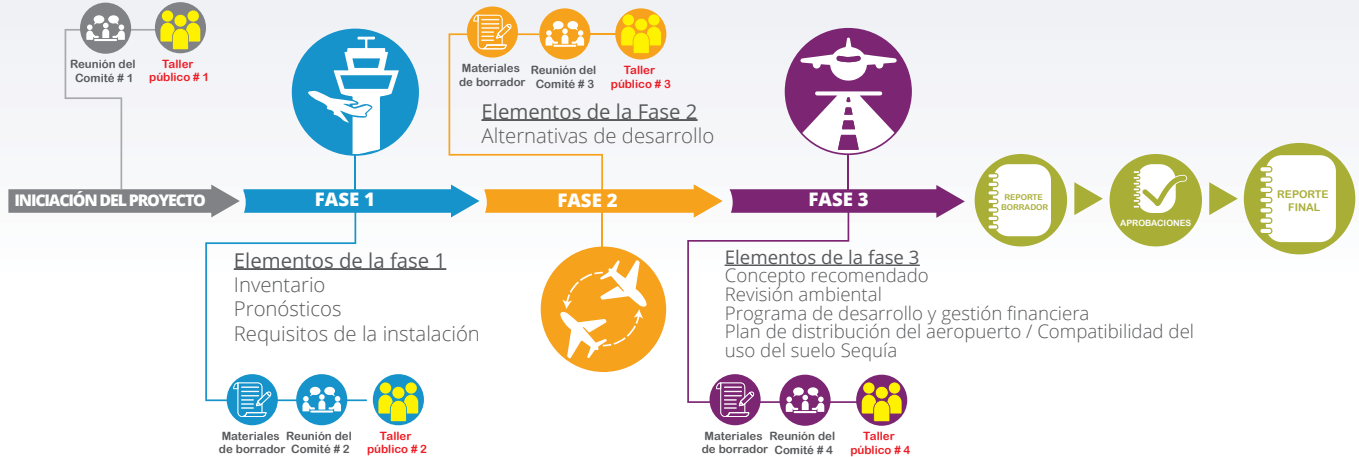 Reunión del
Comité # 1
Taller
público # 1
Materiales
de borrador
Reunión del
Comité # 3
Taller
público # 3
Elementos de la Fase 2
Alternativas de desarrollo
INICIACIÓN DEL PROYECTO
FASE 1
FASE 2
FASE 3
REPORTE
BORRADOR
APROBACIONES
REPORTE
FINAL
Elementos de la fase 1
Inventario
Pronósticos
Requisitos de la instalación
Materiales
de borrador
Reunión del
Comité # 2
Taller
público # 2
Elementos de la fase 3
Concepto recomendado
Revisión ambiental
Programa de desarrollo y gestión financiera
Plan de distribución del aeropuerto / Compatibilidad del
uso del suelo Sequía
Materiales
de borrador
Reunión del
Comité # 4
Taller
público # 4